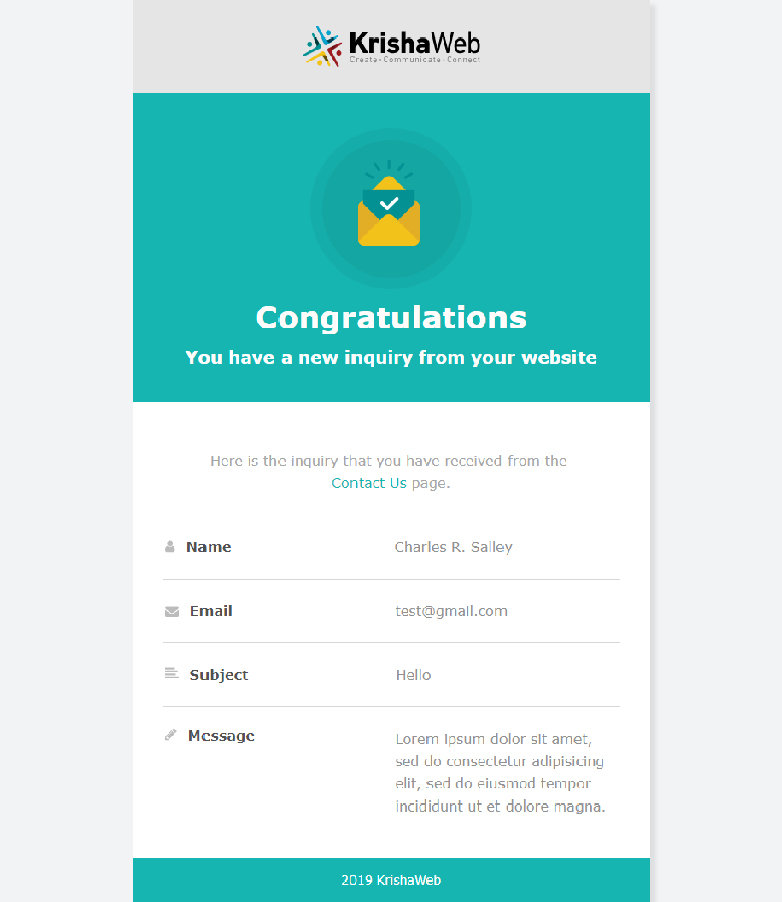 KrishaWeb
Create • Communicate • Connect
Congratulations
You have a new inquiry from your website
Here is the inquiry that you have received from the
Contact Us page.
Name Charles R. Salley
Email test@gmail.com
Subject Hello
Message Lorem ipsum dolor sit amet,
sed do consectetur adipisicing
elit, sed do eiusmod tempor
incididunt ut et dolore magna.
2019 KrishaWeb